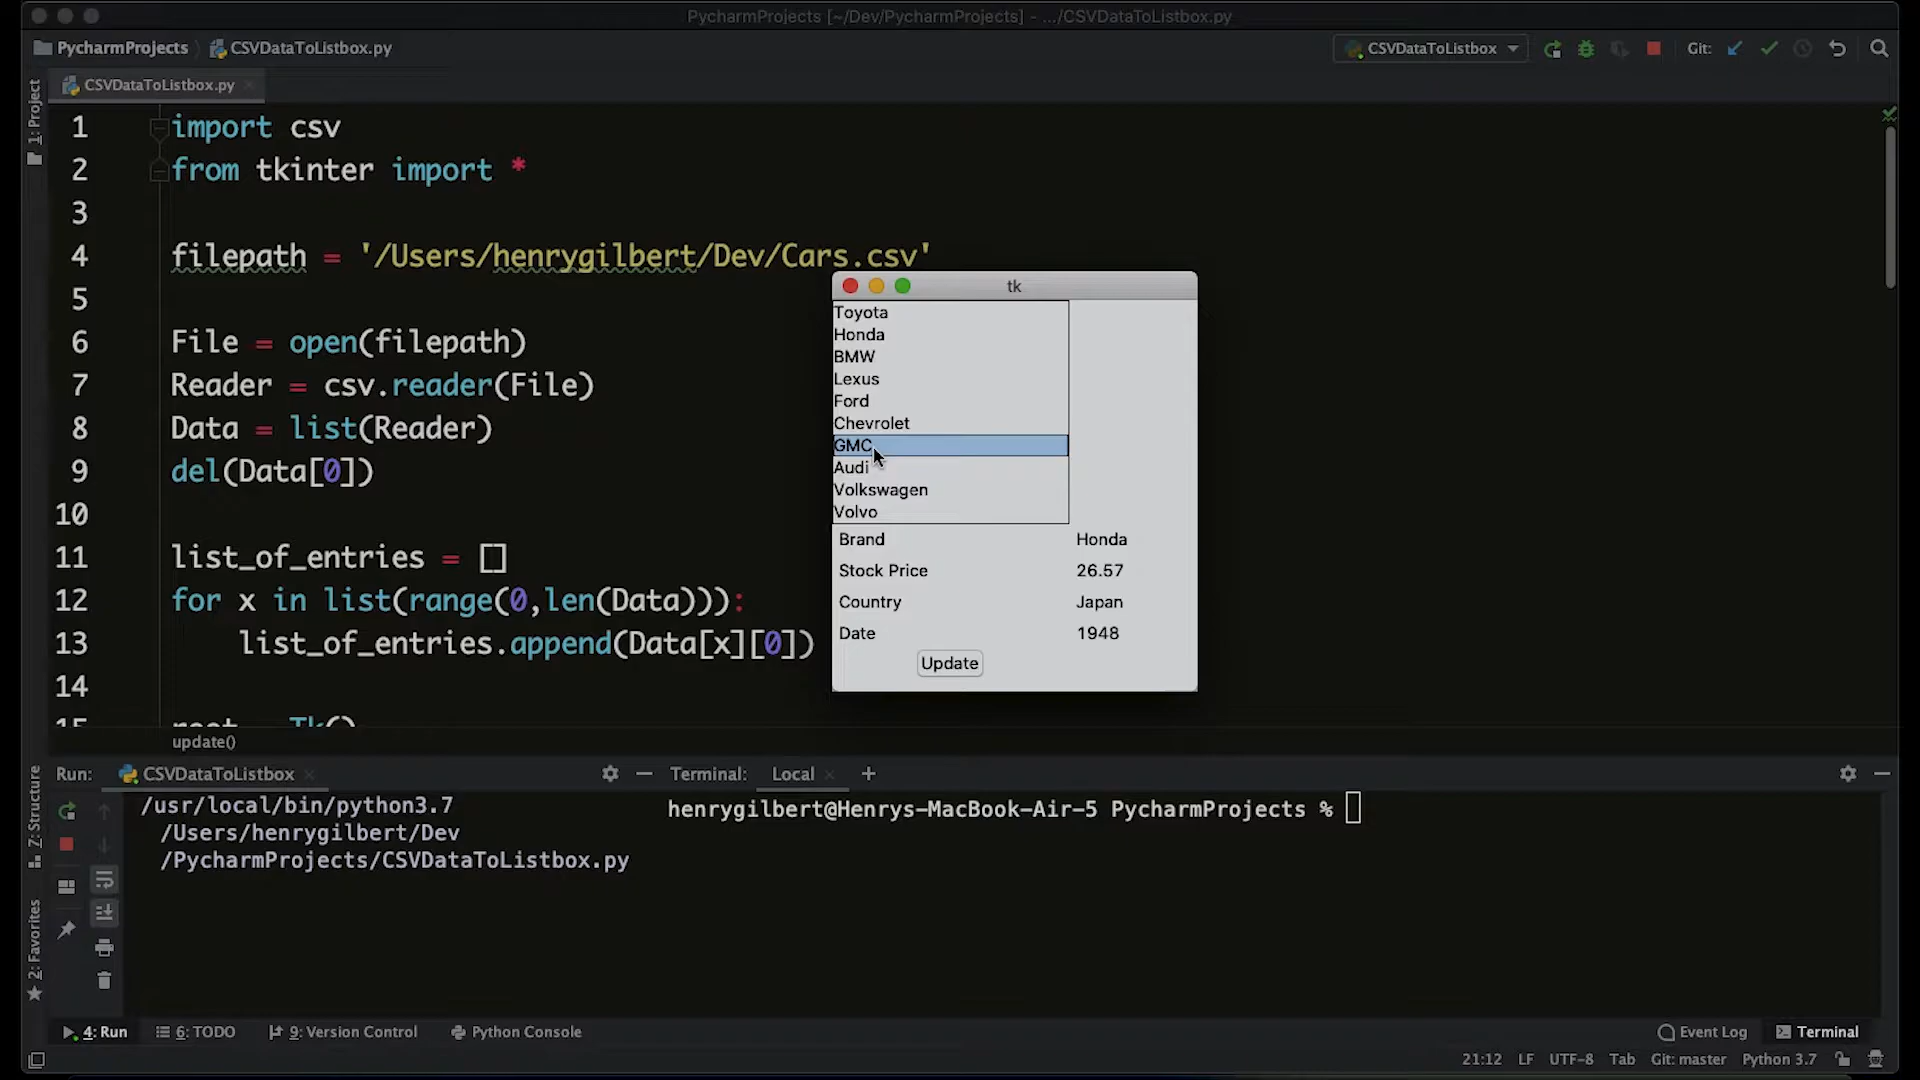 PycharmProjects [~/Dev/PycharmProjects] - .../CSVDataToListbox.py
PycharmProjects
CSVDataToListbox.py
CSVDataToListbox
Git:
CSVDataToListbox.py
1: Project
1 import csv
2 from tkinter import *
3
4 filepath = '/Users/henrygilbert/Dev/Cars.csv'
5
6 File = open(filepath)
7 Reader = csv.reader(File)
8 Data = list(Reader)
9 del(Data[0])
10
11 list_of_entries = []
12 for x in list(range(0,len(Data))):
13 list_of_entries.append(Data[x][0])
14
15 root = Tk()
update()
tk
Toyota
Honda
BMW
Lexus
Ford
Chevrolet
GMC
Audi
Volkswagen
Volvo
Brand Honda
Stock Price 26.57
Country Japan
Date 1948
Update
Run: CSVDataToListbox
/usr/local/bin/python3.7
/Users/henrygilbert/Dev
/PycharmProjects/CSVDataToListbox.py
Terminal: Local +
henrygilbert@Henrys-MacBook-Air-5 PycharmProjects %
Z: Structure
2: Favorites
4: Run
6: TODO
9: Version Control
Python Console
Event Log
Terminal
21:12 LF UTF-8 Tab Git: master Python 3.7